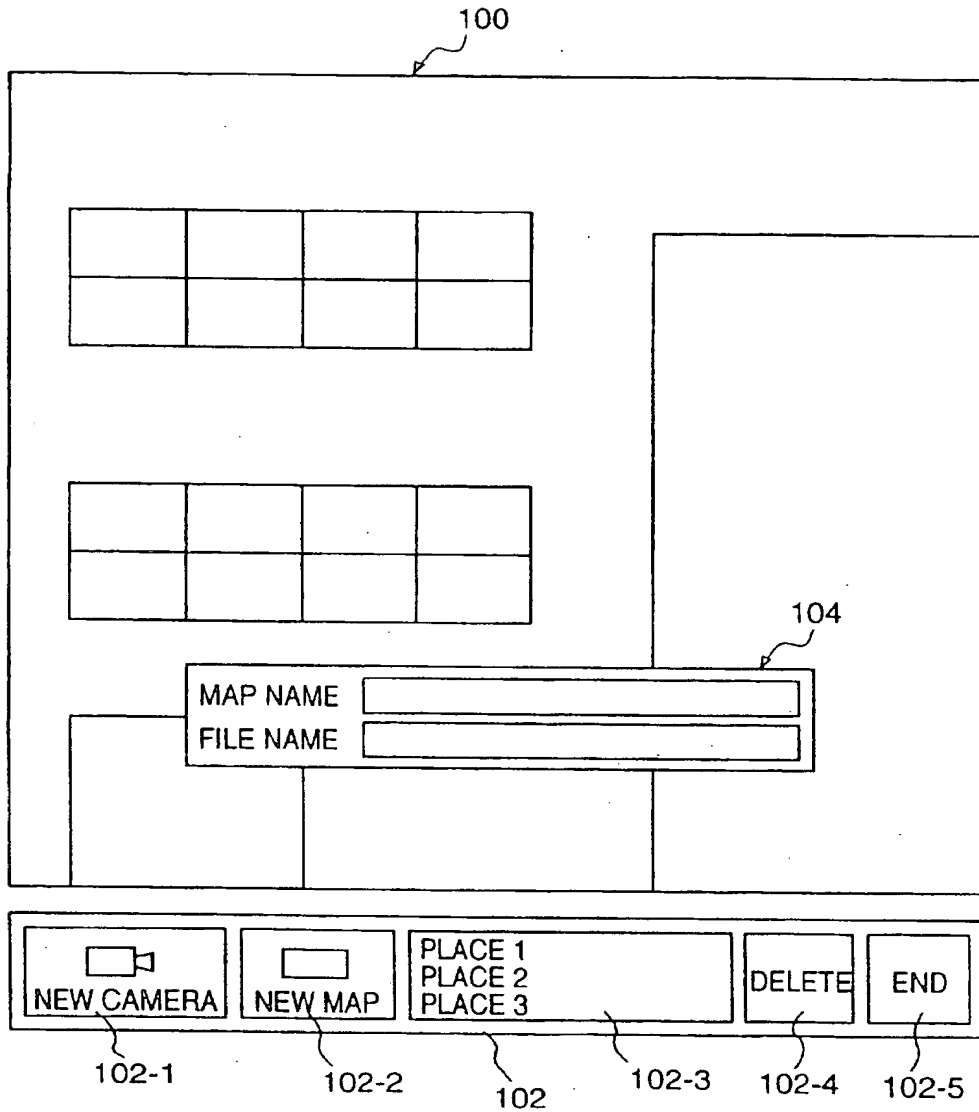 100
104
MAP NAME
FILE NAME
NEW CAMERA
NEW MAP
PLACE 1
PLACE 2
PLACE 3
DELETE
END
102-1
102-2
102
102-3
102-4
102-5